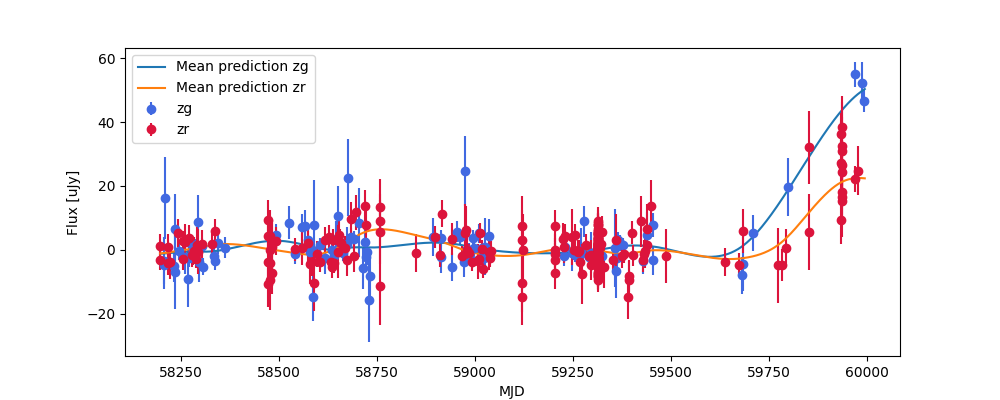 Mean prediction zg
Mean prediction zr
zg
zr
Flux [uJy]
60
40
20
0
−20
58250 58500 58750 59000 59250 59500 59750 60000
MJD